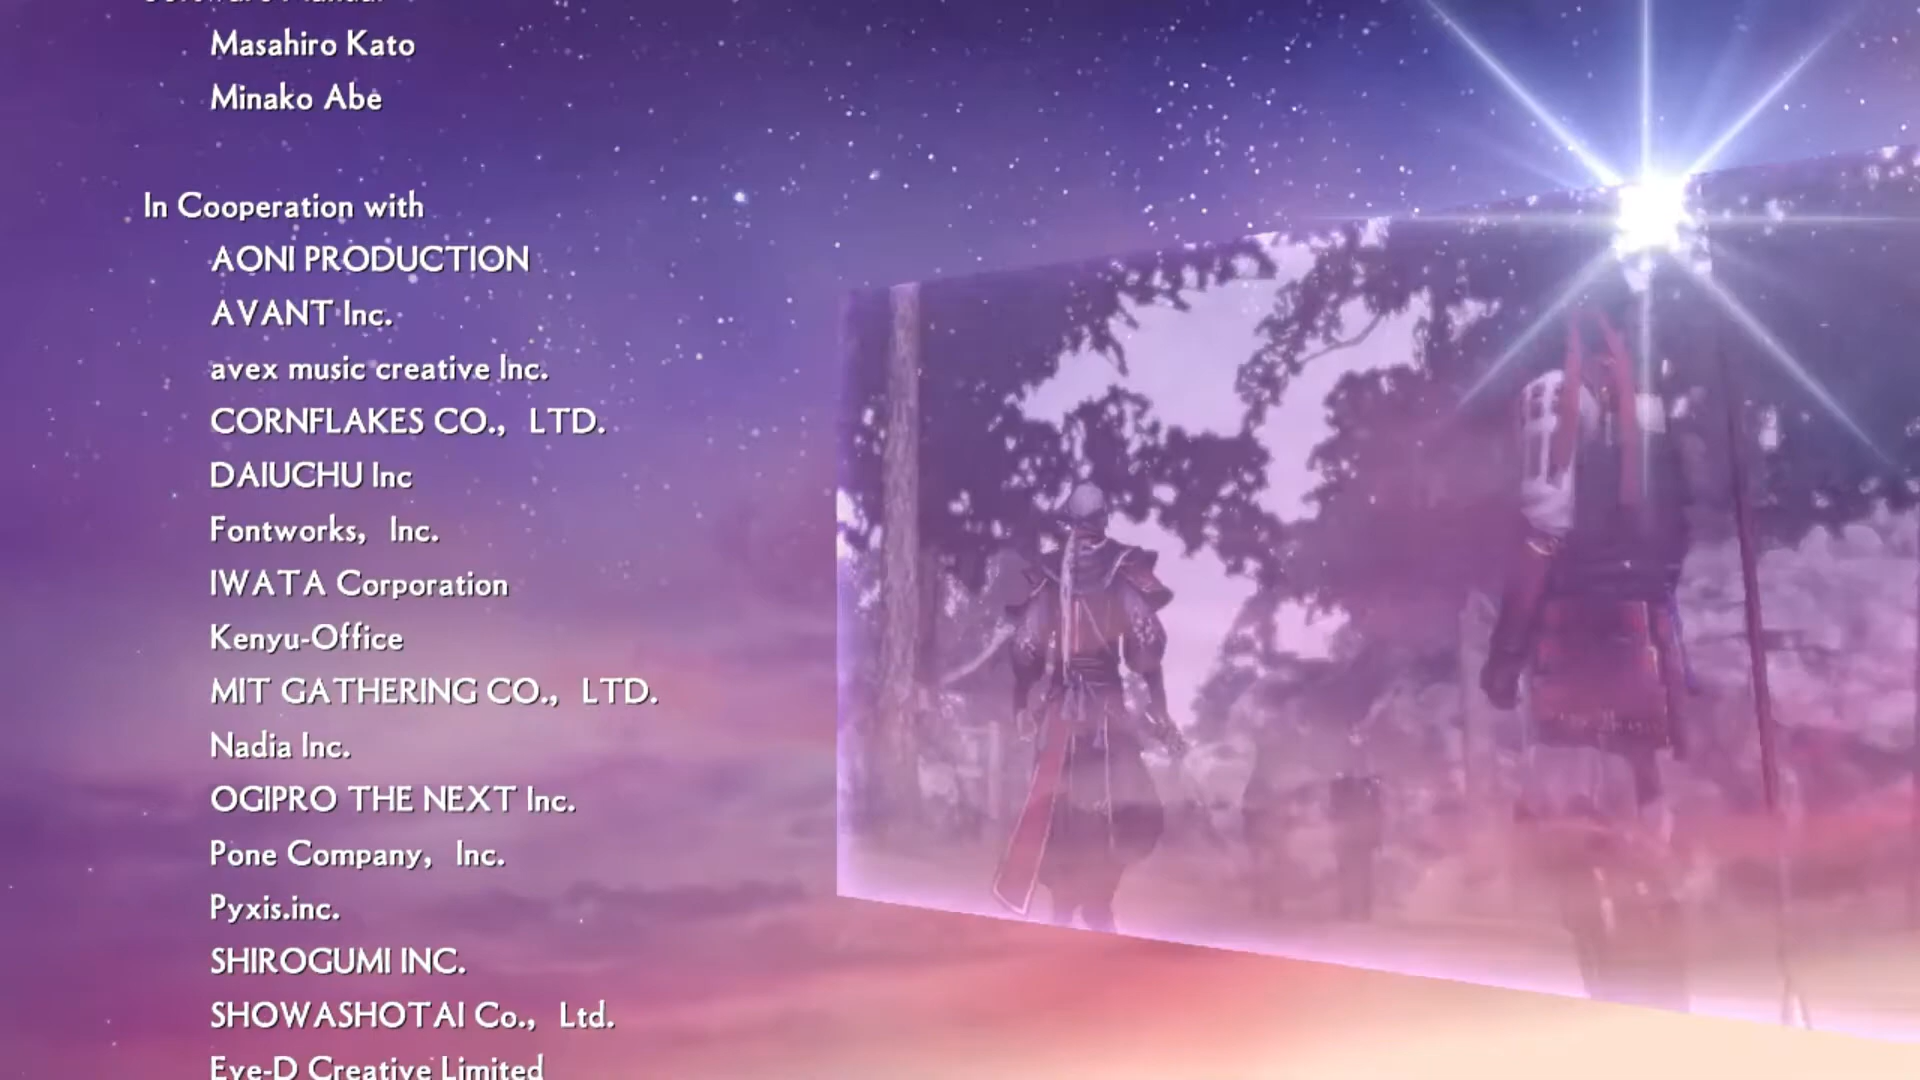 Software Manual
Masahiro Kato
Minako Abe
In Cooperation with
AONI PRODUCTION
AVANT Inc.
avex music creative Inc.
CORNFLAKES CO., LTD.
DAIUCHU Inc
Fontworks, Inc.
IWATA Corporation
Kenyu-Office
MIT GATHERING CO., LTD.
Nadia Inc.
OGIPRO THE NEXT Inc.
Pone Company, Inc.
Pyxis.inc.
SHIROGUMI INC.
SHOWASHOTAI Co., Ltd.
Eye-D Creative Limited